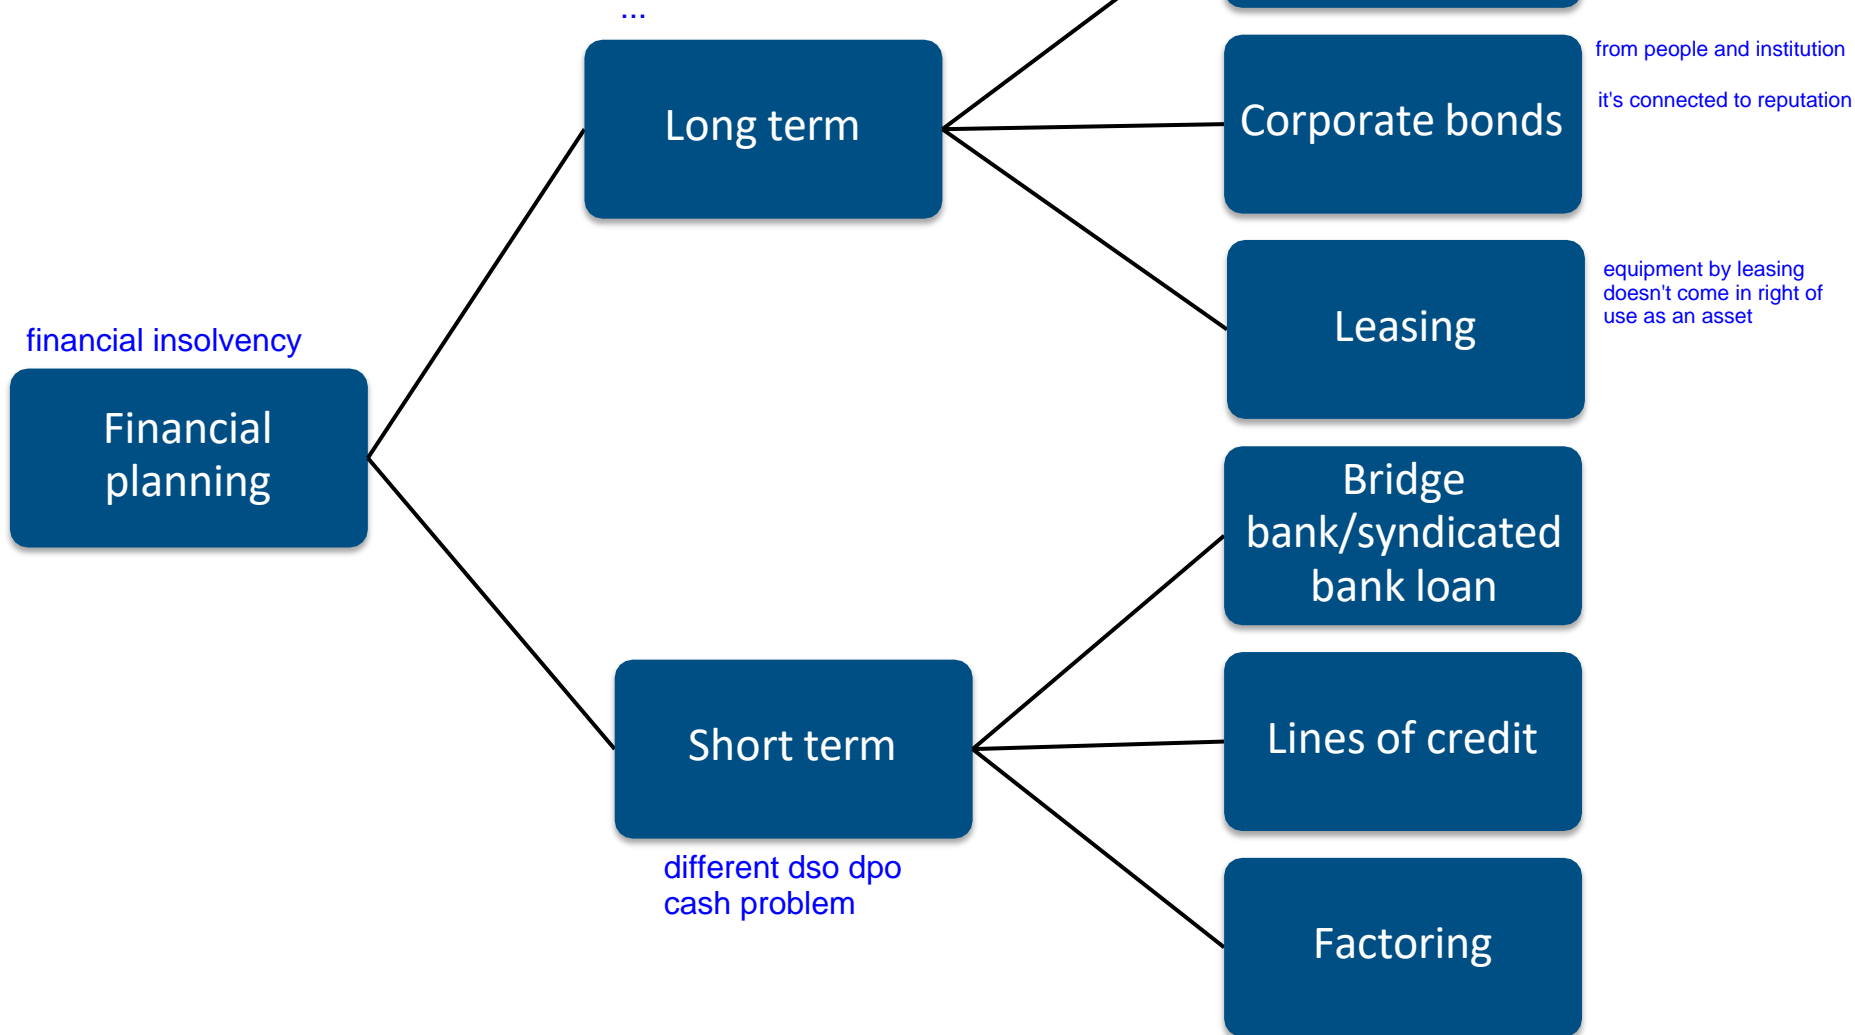 ...
Long term
Corporate bonds
from people and institution
it's connected to reputation
Leasing
equipment by leasing
doesn't come in right of
use as an asset
financial insolvency
Financial
planning
Bridge
bank/syndicated
bank loan
Short term
different dso dpo
cash problem
Lines of credit
Factoring